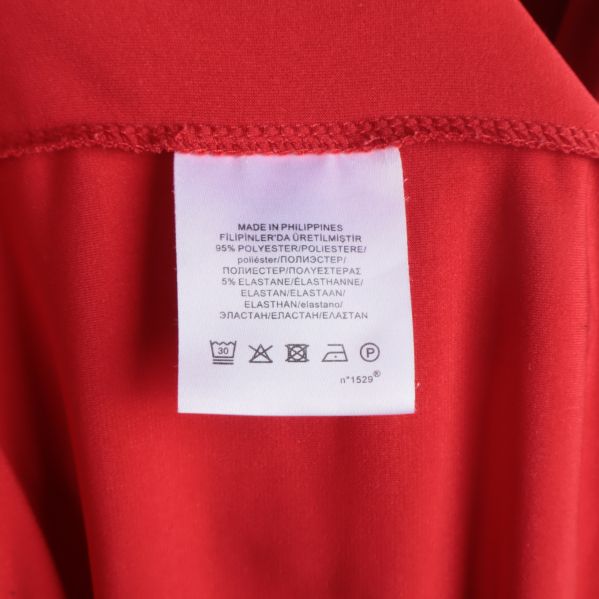 MADE IN PHILIPPINES
FİLİPİNLER'DA ÜRETİLMİŞTİR
95% POLYESTER/POLIESTERE/
poliéster/ПОЛИЭСТЕР/
ПОЛИЕСТЕР/ΠΟΛΥΕΣΤΕΡΑΣ
5% ELASTANE/ÉLASTHANNE/
ELASTAN/ELASTAAN/
ELASTHAN/elastano/
ЭЛАСТАН/ЕЛАСТАН/ΕΛΑΣΤΑΝ
30 P
n°1529®